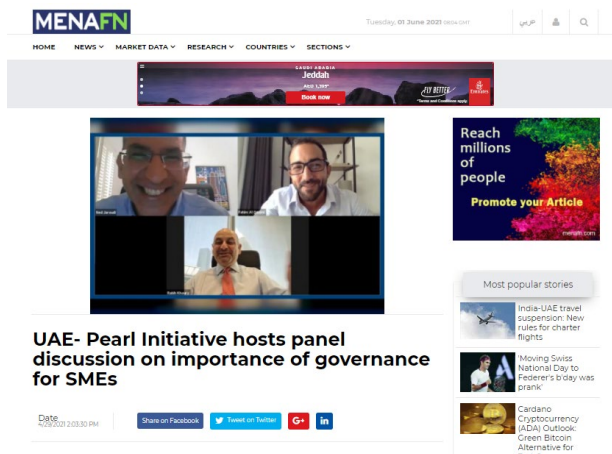 MENAFN
Tuesday, 01 June 2021
عربي
HOME NEWS MARKET DATA RESEARCH COUNTRIES SECTIONS
SAUDI ARABIA
Jeddah
Book now
FLY BETTER
Emirates
*Terms and Conditions apply.
Reach
millions
of
people
Promote your Article
menafn.com
Most popular stories
India-UAE travel
suspension: New
rules for charter
flights
'Moving Swiss
National Day to
Federer's b'day was
prank'
Cardano
Cryptocurrency
(ADA) Outlook:
Green Bitcoin
Alternative for
UAE- Pearl Initiative hosts panel
discussion on importance of governance
for SMEs
Date
4/29/2021 2:03:30 PM
Share on Facebook
Tweet on Twitter
G+
in